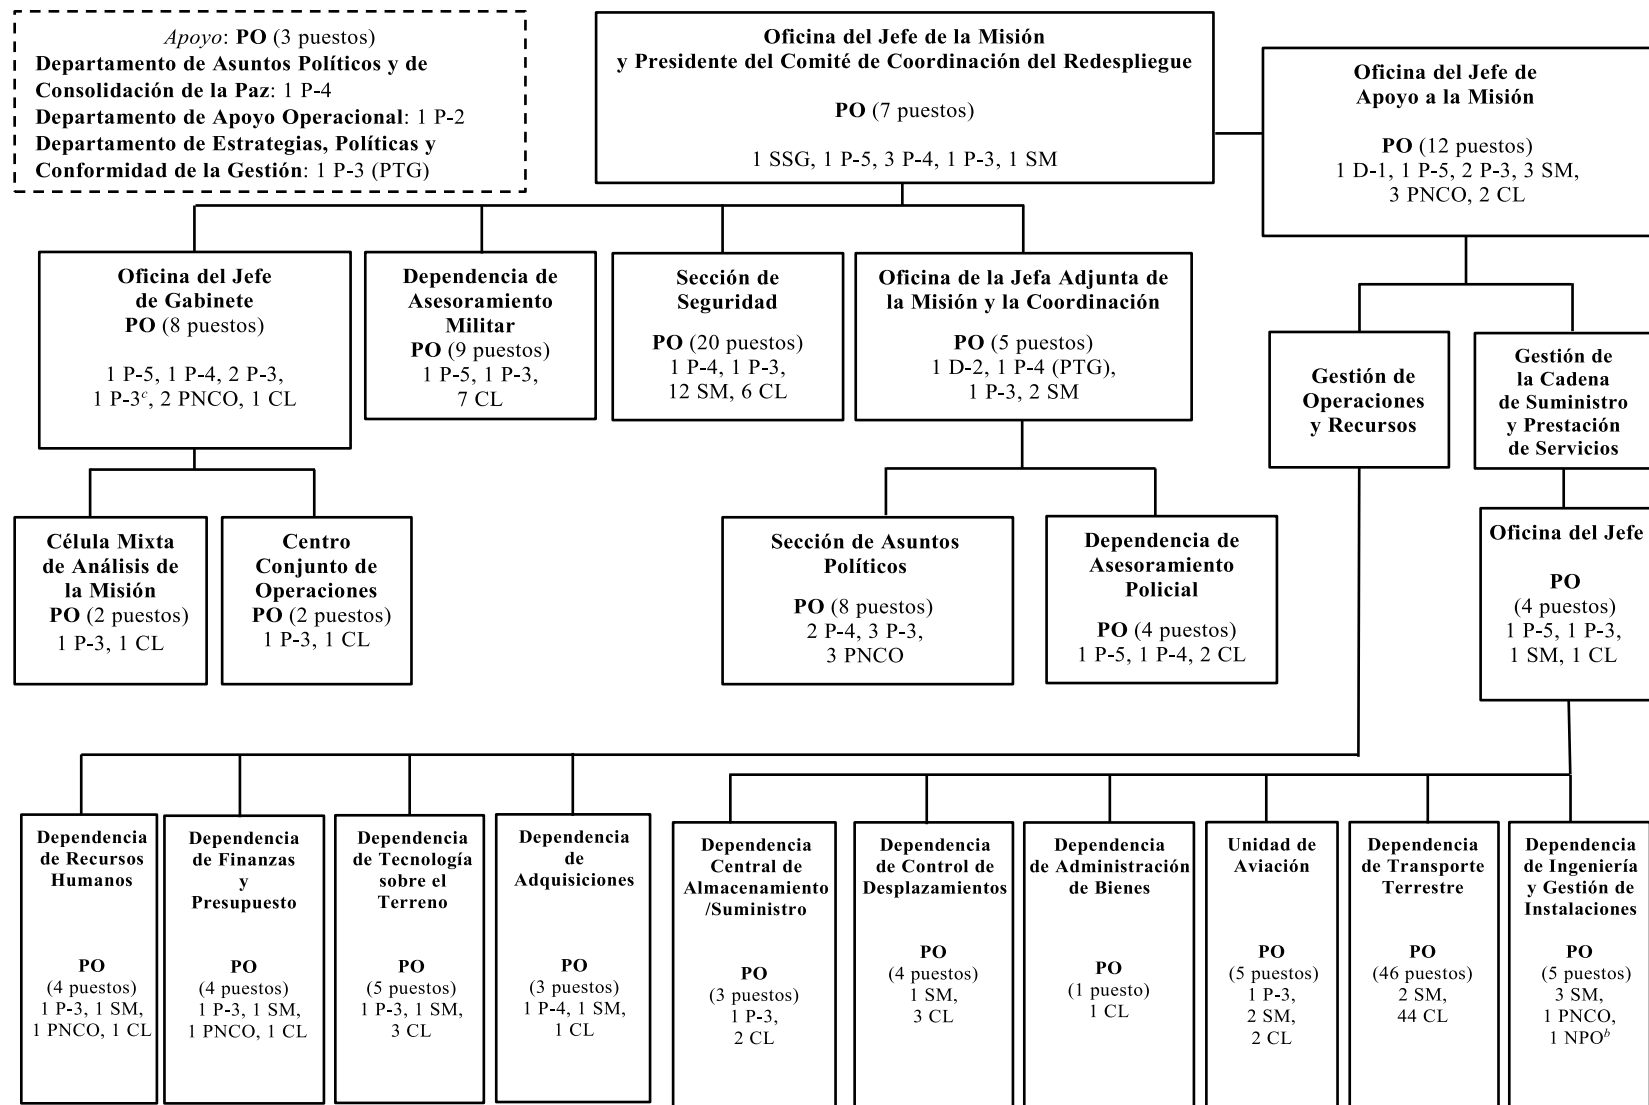 Apoyo: PO (3 puestos)
Departamento de Asuntos Políticos y de
Consolidación de la Paz: 1 P-4
Departamento de Apoyo Operacional: 1 P-2
Departamento de Estrategias, Políticas y
Conformidad de la Gestión: 1 P-3 (PTG)
Oficina del Jefe de la Misión
y Presidente del Comité de Coordinación del Redespliegue
PO (7 puestos)
1 SSG, 1 P-5, 3 P-4, 1 P-3, 1 SM
Oficina del Jefe de
Apoyo a la Misión
PO (12 puestos)
1 D-1, 1 P-5, 2 P-3, 3 SM,
3 PNCO, 2 CL
Oficina del Jefe
de Gabinete
PO (8 puestos)
1 P-5, 1 P-4, 2 P-3,
1 P-3c, 2 PNCO, 1 CL
Dependencia de
Asesoramiento
Militar
PO (9 puestos)
1 P-5, 1 P-3,
7 CL
Sección de
Seguridad
PO (20 puestos)
1 P-4, 1 P-3,
12 SM, 6 CL
Oficina de la Jefa Adjunta de
la Misión y la Coordinación
PO (5 puestos)
1 D-2, 1 P-4 (PTG),
1 P-3, 2 SM
Gestión de
Operaciones
y Recursos
Gestión de
la Cadena
de Suministro
y Prestación
de Servicios
Célula Mixta
de Análisis de
la Misión
PO (2 puestos)
1 P-3, 1 CL
Centro
Conjunto de
Operaciones
PO (2 puestos)
1 P-3, 1 CL
Sección de Asuntos
Políticos
PO (8 puestos)
2 P-4, 3 P-3,
3 PNCO
Dependencia de
Asesoramiento
Policial
PO (4 puestos)
1 P-5, 1 P-4, 2 CL
Oficina del Jefe
PO
(4 puestos)
1 P-5, 1 P-3,
1 SM, 1 CL
Dependencia
de Recursos
Humanos
PO
(4 puestos)
1 P-3, 1 SM,
1 PNCO, 1 CL
Dependencia
de Finanzas
y
Presupuesto
PO
(4 puestos)
1 P-3, 1 SM,
1 PNCO, 1 CL
Dependencia
de Tecnología
sobre el
Terreno
PO
(5 puestos)
1 P-3, 1 SM,
3 CL
Dependencia
de
Adquisiciones
PO
(3 puestos)
1 P-4, 1 SM,
1 CL
Dependencia
Central de
Almacenamiento
/Suministro
PO
(3 puestos)
1 P-3,
2 CL
Dependencia
de Control de
Desplazamientos
PO
(4 puestos)
1 SM,
3 CL
Dependencia
de Administración
de Bienes
PO
(1 puesto)
1 CL
Unidad de
Aviación
PO
(5 puestos)
1 P-3,
2 SM,
2 CL
Dependencia
de Transporte
Terrestre
PO
(46 puestos)
2 SM,
44 CL
Dependencia
de Ingeniería
y Gestión de
Instalaciones
PO
(5 puestos)
3 SM,
1 PNCO,
1 NPOb